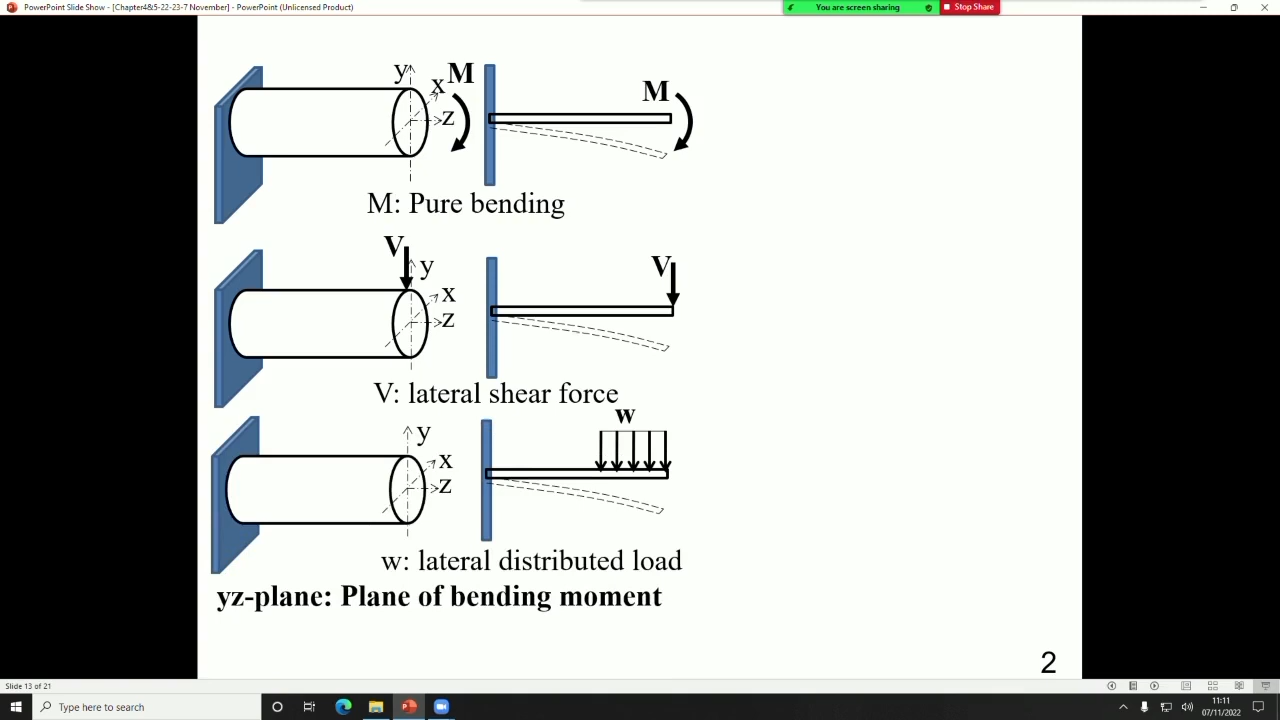 PowerPoint Slide Show - [Chapter4&5-22-23-7 November] - PowerPoint (Unlicensed Product)
You are screen sharing
Stop Share
y
x
M
z
M
M: Pure bending
V
y
x
z
V
V: lateral shear force
w
y
x
z
w: lateral distributed load
yz-plane: Plane of bending moment
2
Slide 13 of 21
Type here to search
11:11
07/11/2022